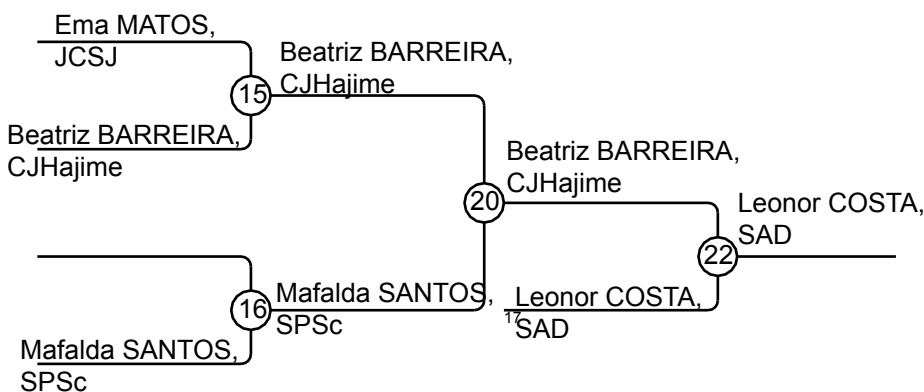 Ema MATOS,
JCSJ
15
Beatriz BARREIRA,
CJHajime
Beatriz BARREIRA,
CJHajime
20
Beatriz BARREIRA,
CJHajime
22
Leonor COSTA,
SAD
16
Mafalda SANTOS,
SPSc
Mafalda SANTOS,
SPSc
17
Leonor COSTA,
SAD